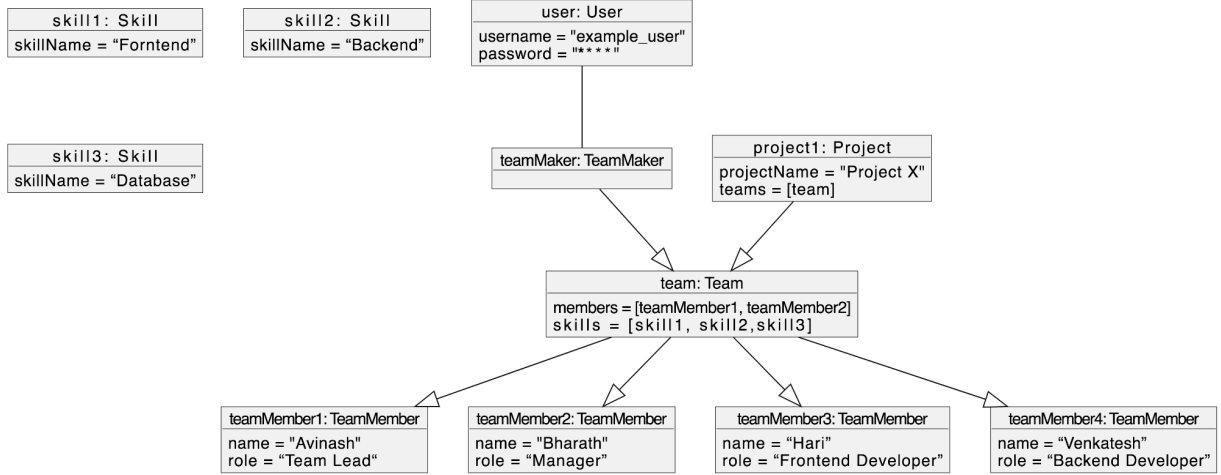 skill1: Skill
skillName = “Forntend”
skill2: Skill
skillName = “Backend”
user: User
username = "example_user"
password = "****"
skill3: Skill
skillName = “Database”
teamMaker: TeamMaker
project1: Project
projectName = "Project X"
teams = [team]
team: Team
members = [teamMember1, teamMember2]
skills = [skill1, skill2,skill3]
teamMember1: TeamMember
name = "Avinash"
role = “Team Lead“
teamMember2: TeamMember
name = "Bharath"
role = “Manager”
teamMember3: TeamMember
name = “Hari”
role = “Frontend Developer”
teamMember4: TeamMember
name = “Venkatesh”
role = “Backend Developer”